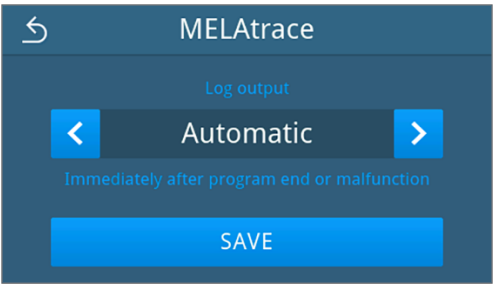 MELAtrace
Log output
Automatic
Immediately after program end or malfunction
SAVE